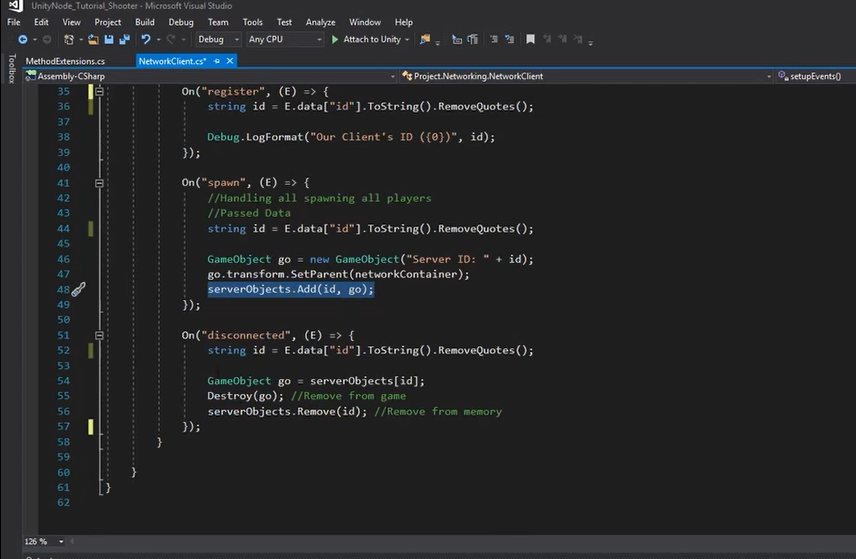 UnityNode_Tutorial_Shooter - Microsoft Visual Studio
File Edit View Project Build Debug Team Tools Test Analyze Window Help
Debug Any CPU Attach to Unity
MethodExtensions.cs NetworkClient.cs*
Toolbox
Assembly-CSharp Project.Networking.NetworkClient setupEvents()
35 On("register", (E) => {
36 string id = E.data["id"].ToString().RemoveQuotes();
37
38 Debug.LogFormat("Our Client's ID ({0})", id);
39 });
40
41 On("spawn", (E) => {
42 //Handling all spawning all players
43 //Passed Data
44 string id = E.data["id"].ToString().RemoveQuotes();
45
46 GameObject go = new GameObject("Server ID: " + id);
47 go.transform.SetParent(networkContainer);
48 serverObjects.Add(id, go);
49 });
50
51 On("disconnected", (E) => {
52 string id = E.data["id"].ToString().RemoveQuotes();
53
54 GameObject go = serverObjects[id];
55 Destroy(go); //Remove from game
56 serverObjects.Remove(id); //Remove from memory
57 });
58 }
59
60 }
61 }
62
126 %